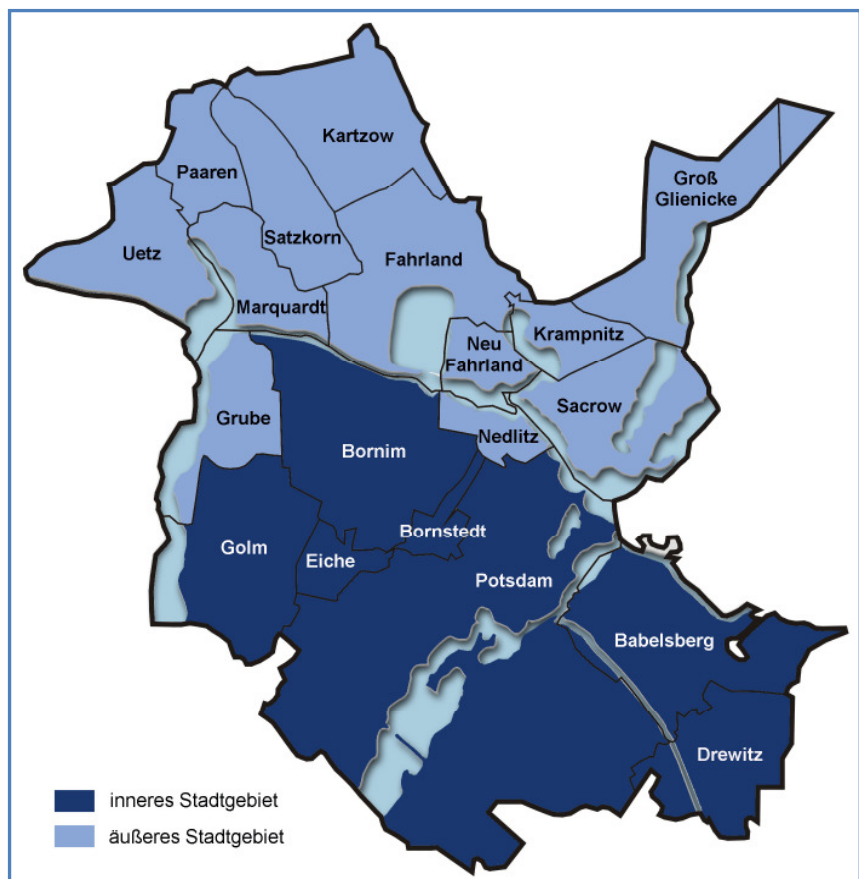 Kartzow
Paaren
Groß
Glienicke
Satzkorn
Uetz
Fahrland
Marquardt
Krampnitz
Neu
Fahrland
Sacrow
Grube
Nedlitz
Bornim
Bornstedt
Golm
Eiche
Potsdam
Babelsberg
Drewitz
inneres Stadtgebiet
äußeres Stadtgebiet